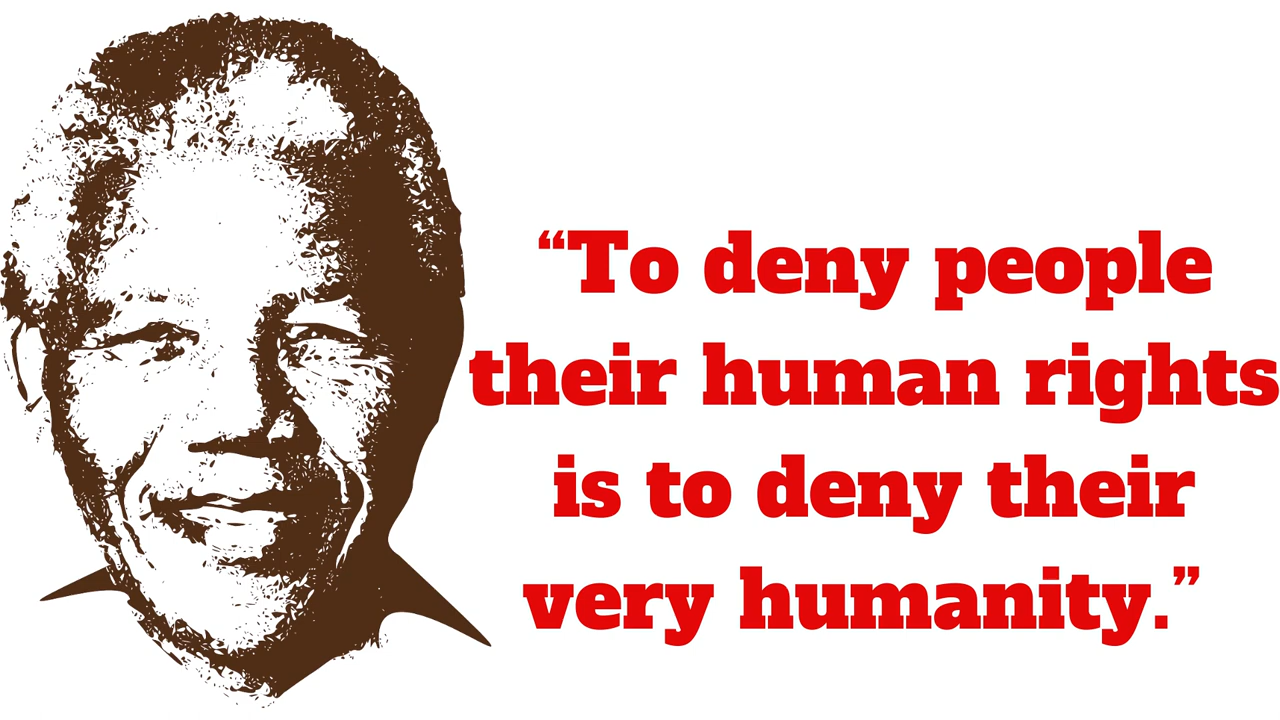 “To deny people
their human rights
is to deny their
very humanity.”